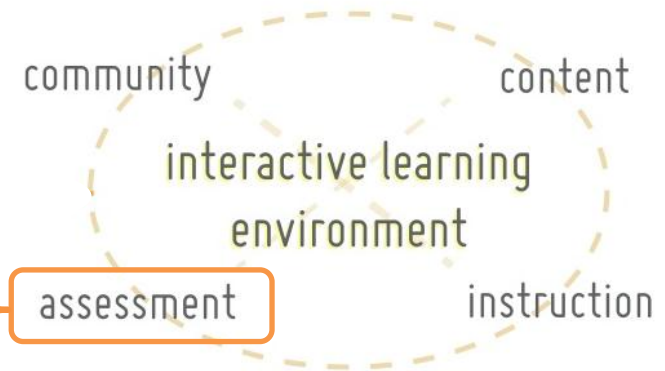 community
content
interactive learning
environment
assessment
instruction